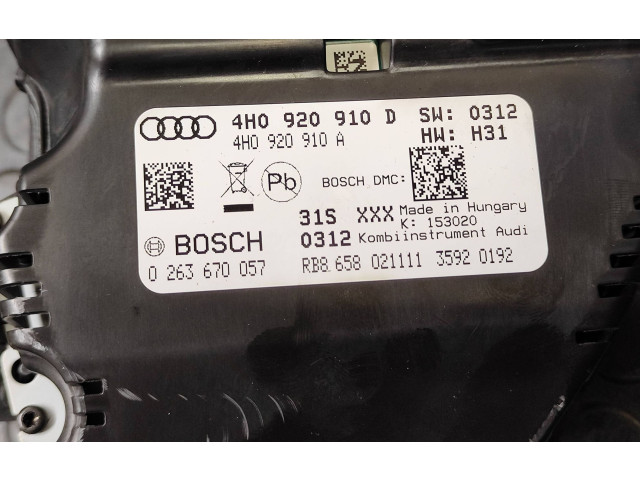 4H0 920 910 D SW: 0312
4H0 920 910 A HW: H31
Pb BOSCH DMC:
31S XXX Made in Hungary
K: 153020
BOSCH 0312 Kombiinstrument Audi
0 263 670 057 RB8 658 021111 3592 0192